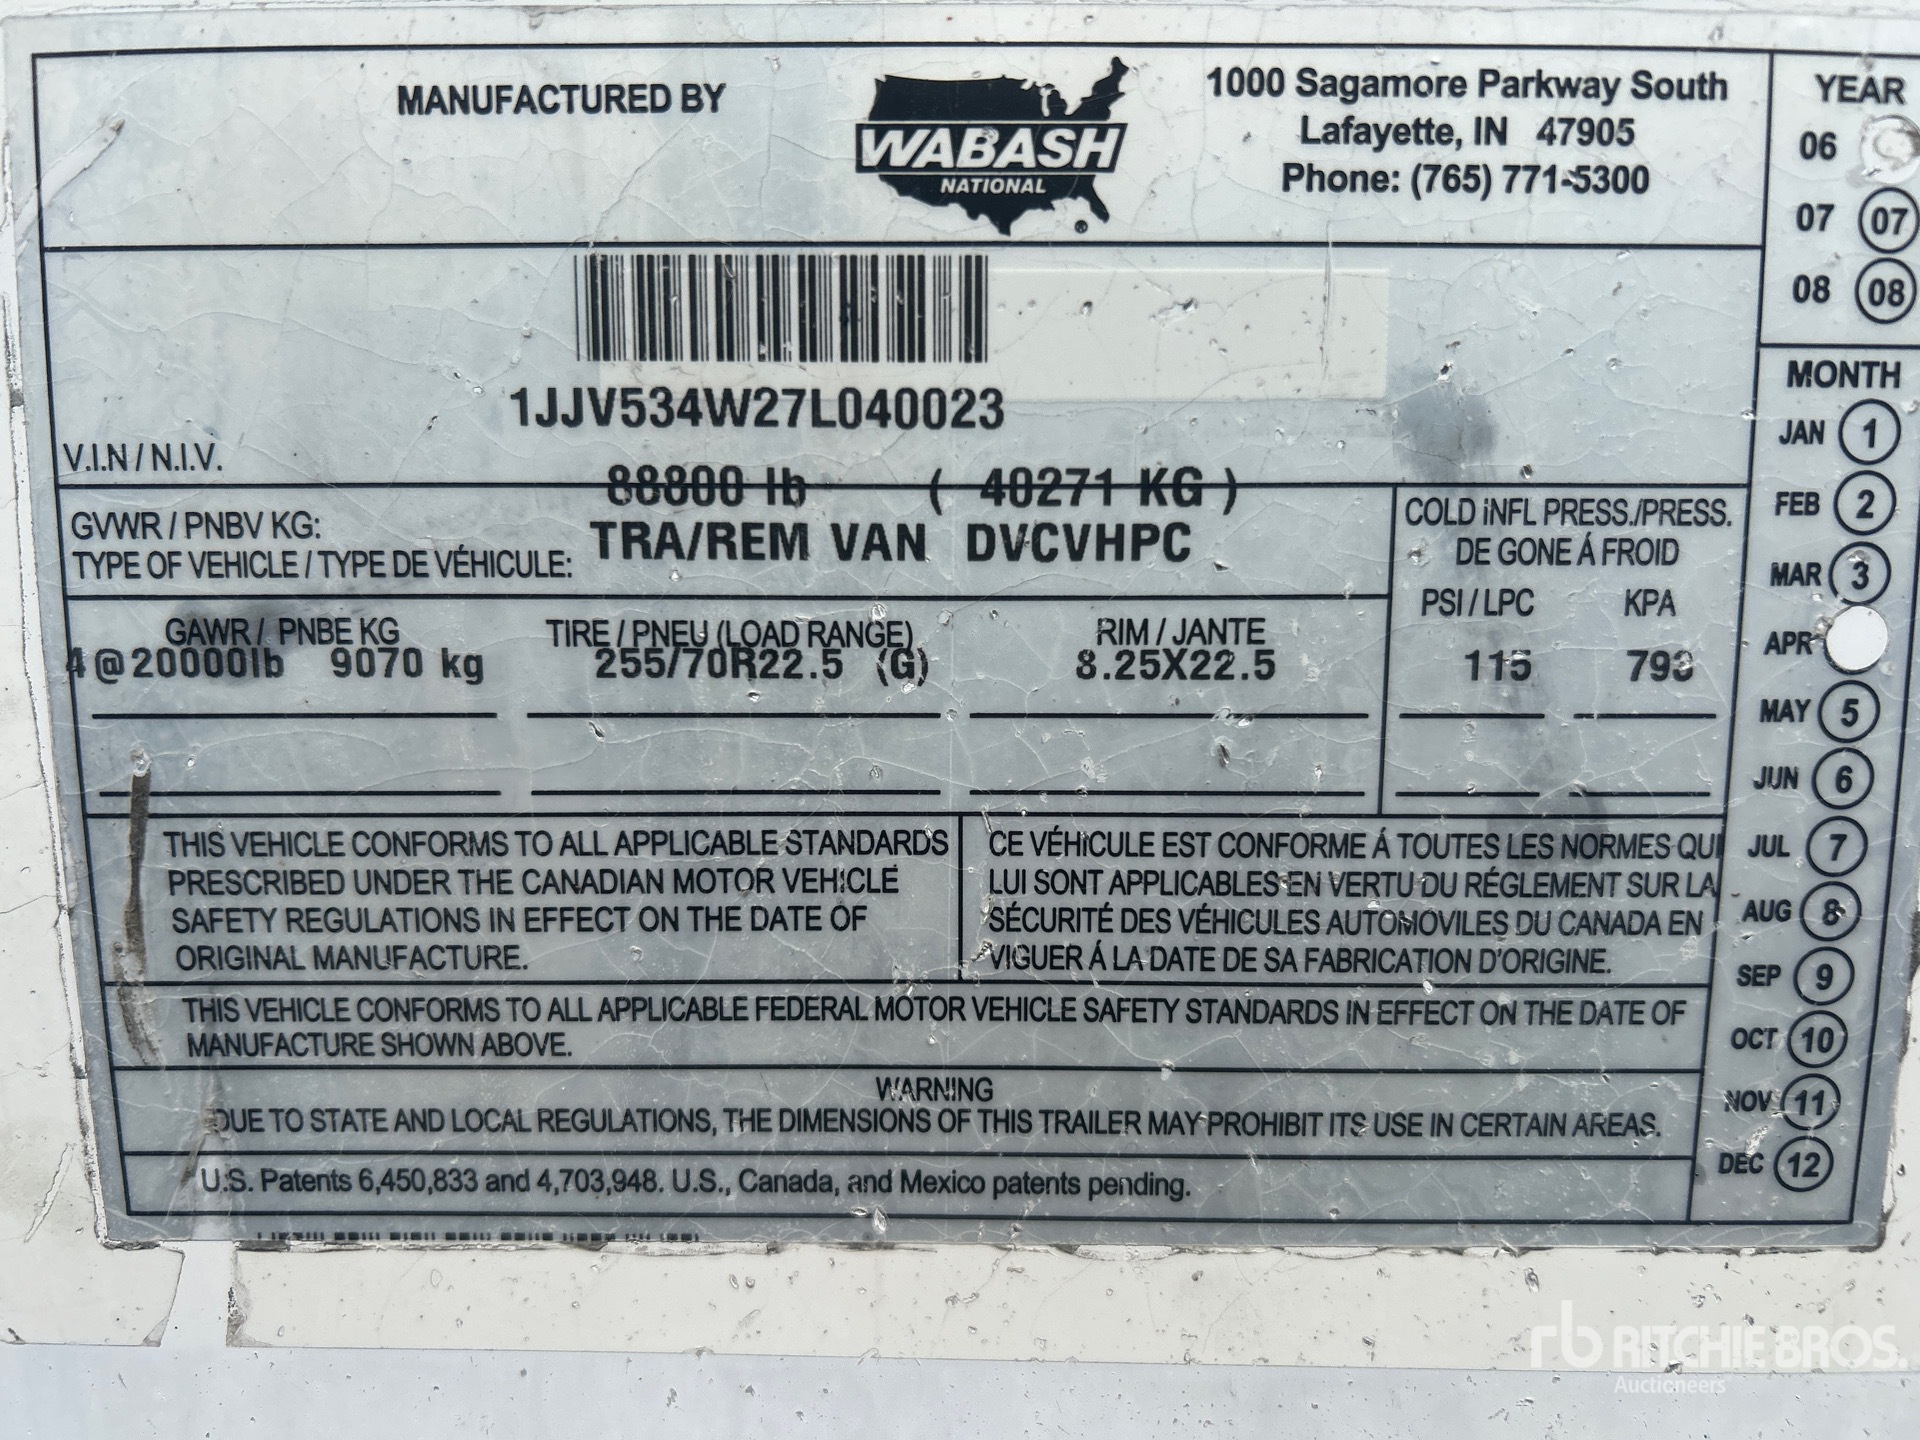 MANUFACTURED BY
WABASH
NATIONAL
®
1000 Sagamore Parkway South
Lafayette, IN 47905
Phone: (765) 771-5300
YEAR
06
07 07
08 08
1JJV534W27L040023
V.I.N / N.I.V.
88800 lb ( 40271 KG )
GVWR / PNBV KG:
TYPE OF VEHICLE / TYPE DE VÉHICULE: TRA/REM VAN DVCVHPC
COLD INFL PRESS./PRESS.
DE GONE Á FROID
PSI / LPC KPA
GAWR / PNBE KG TIRE / PNEU (LOAD RANGE) RIM / JANTE
4@20000lb 9070 kg 255/70R22.5 (G) 8.25X22.5 115 793
THIS VEHICLE CONFORMS TO ALL APPLICABLE STANDARDS
PRESCRIBED UNDER THE CANADIAN MOTOR VEHICLE
SAFETY REGULATIONS IN EFFECT ON THE DATE OF
ORIGINAL MANUFACTURE.
CE VÉHICULE EST CONFORME Á TOUTES LES NORMES QUI
LUI SONT APPLICABLES EN VERTU DU RÉGLEMENT SUR LA
SÉCURITÉ DES VÉHICULES AUTOMOVILES DU CANADA EN
VIGUER Á LA DATE DE SA FABRICATION D'ORIGINE.
THIS VEHICLE CONFORMS TO ALL APPLICABLE FEDERAL MOTOR VEHICLE SAFETY STANDARDS IN EFFECT ON THE DATE OF
MANUFACTURE SHOWN ABOVE.
WARNING
DUE TO STATE AND LOCAL REGULATIONS, THE DIMENSIONS OF THIS TRAILER MAY PROHIBIT ITS USE IN CERTAIN AREAS.
U.S. Patents 6,450,833 and 4,703,948. U.S., Canada, and Mexico patents pending.
MONTH
JAN 1
FEB 2
MAR 3
APR
MAY 5
JUN 6
JUL 7
AUG 8
SEP 9
OCT 10
NOV 11
DEC 12
rb RITCHIE BROS.
Auctioneers